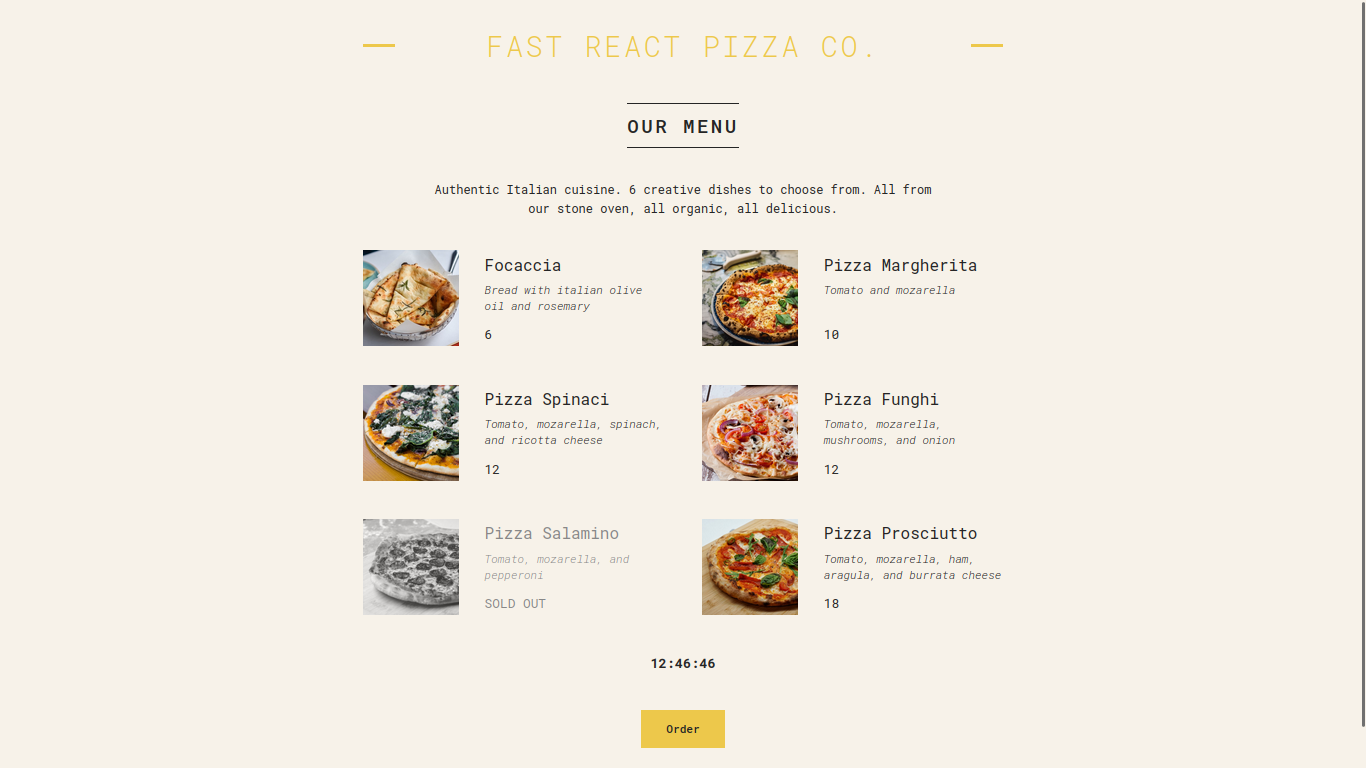 FAST REACT PIZZA CO.
OUR MENU
Authentic Italian cuisine. 6 creative dishes to choose from. All from
our stone oven, all organic, all delicious.
Focaccia
Bread with italian olive
oil and rosemary
6
Pizza Margherita
Tomato and mozarella
10
Pizza Spinaci
Tomato, mozarella, spinach,
and ricotta cheese
12
Pizza Funghi
Tomato, mozarella,
mushrooms, and onion
12
Pizza Salamino
Tomato, mozarella, and
pepperoni
SOLD OUT
Pizza Prosciutto
Tomato, mozarella, ham,
aragula, and burrata cheese
18
12:46:46
Order